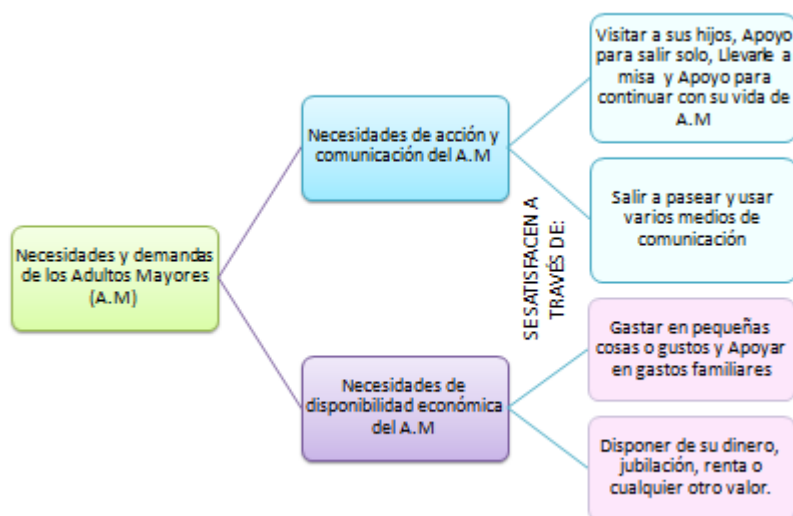 Necesidades y demandas
de los Adultos Mayores
(A.M)
Necesidades de acción y
comunicación del A.M
Necesidades de
disponibilidad económica
del A.M
SE SATISFACEN A
TRAVÉS DE:
Visitar a sus hijos, Apoyo
para salir solo, Llevarle a
misa y Apoyo para
continuar con su vida de
A.M
Salir a pasear y usar
varios medios de
comunicación
Gastar en pequeñas
cosas o gustos y Apoyar
en gastos familiares
Disponer de su dinero,
jubilación, renta o
cualquier otro valor.